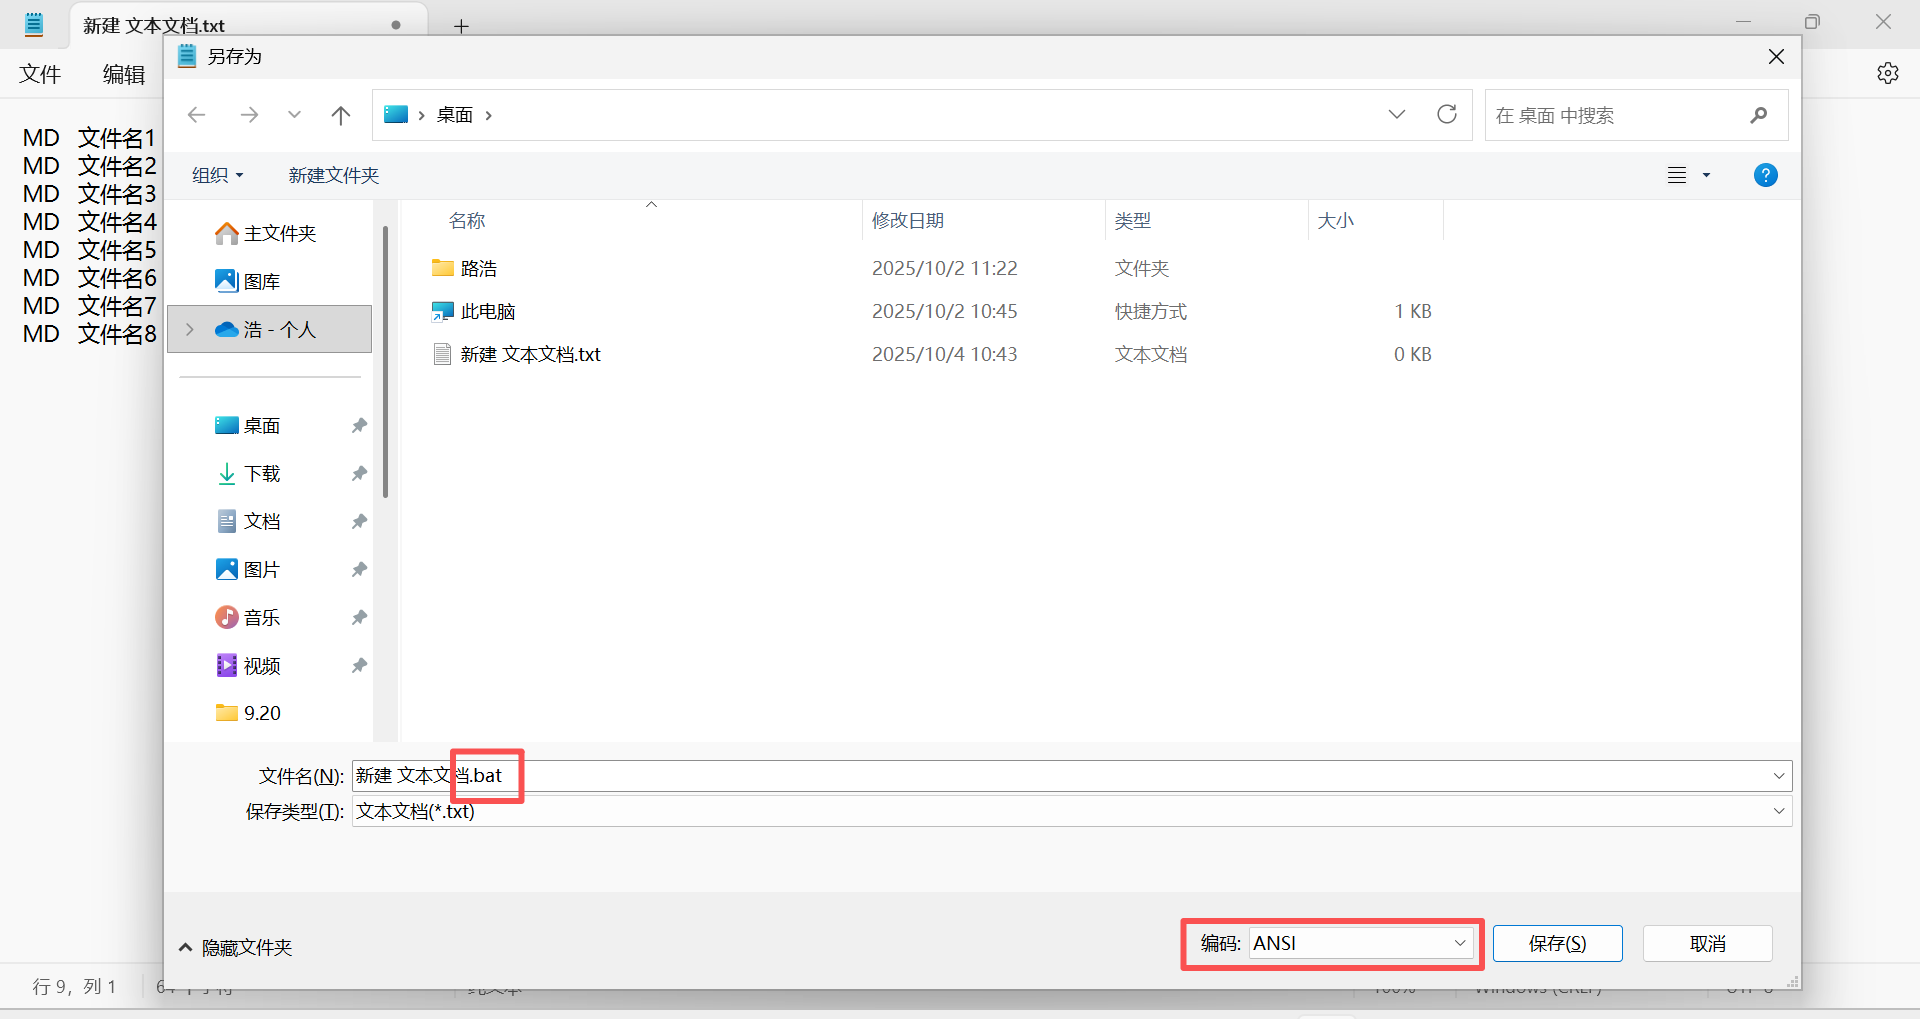 新建 文本文档.txt
文件 编辑
MD 文件名1
MD 文件名2
MD 文件名3
MD 文件名4
MD 文件名5
MD 文件名6
MD 文件名7
MD 文件名8
另存为
桌面
在 桌面 中搜索
组织 新建文件夹
主文件夹
图库
浩 - 个人
桌面
下载
文档
图片
音乐
视频
9.20
名称 修改日期 类型 大小
路浩 2025/10/2 11:22 文件夹
此电脑 2025/10/2 10:45 快捷方式 1 KB
新建 文本文档.txt 2025/10/4 10:43 文本文档 0 KB
文件名(N): 新建 文本文档.bat
保存类型(T): 文本文档(*.txt)
隐藏文件夹
编码: ANSI
保存(S) 取消
行 9，列 1